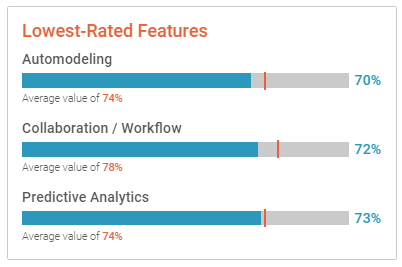 Lowest-Rated Features
Automodeling
70%
Average value of 74%
Collaboration / Workflow
72%
Average value of 78%
Predictive Analytics
73%
Average value of 74%